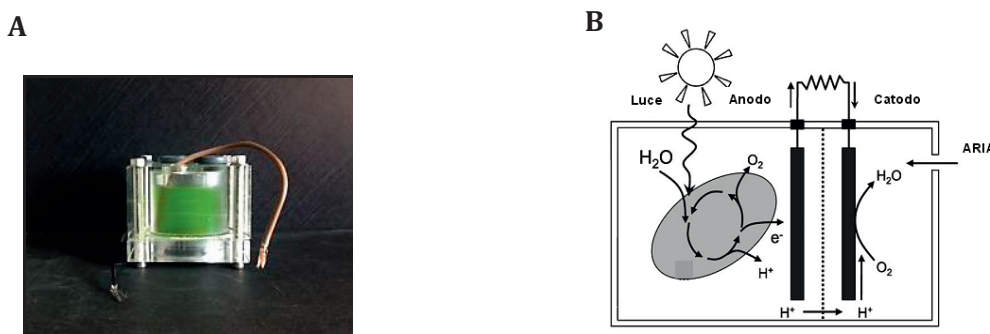 A
B
Luce Anodo Catodo
ARIA
H₂O O₂ H₂O
e⁻
H⁺ O₂
H⁺ H⁺